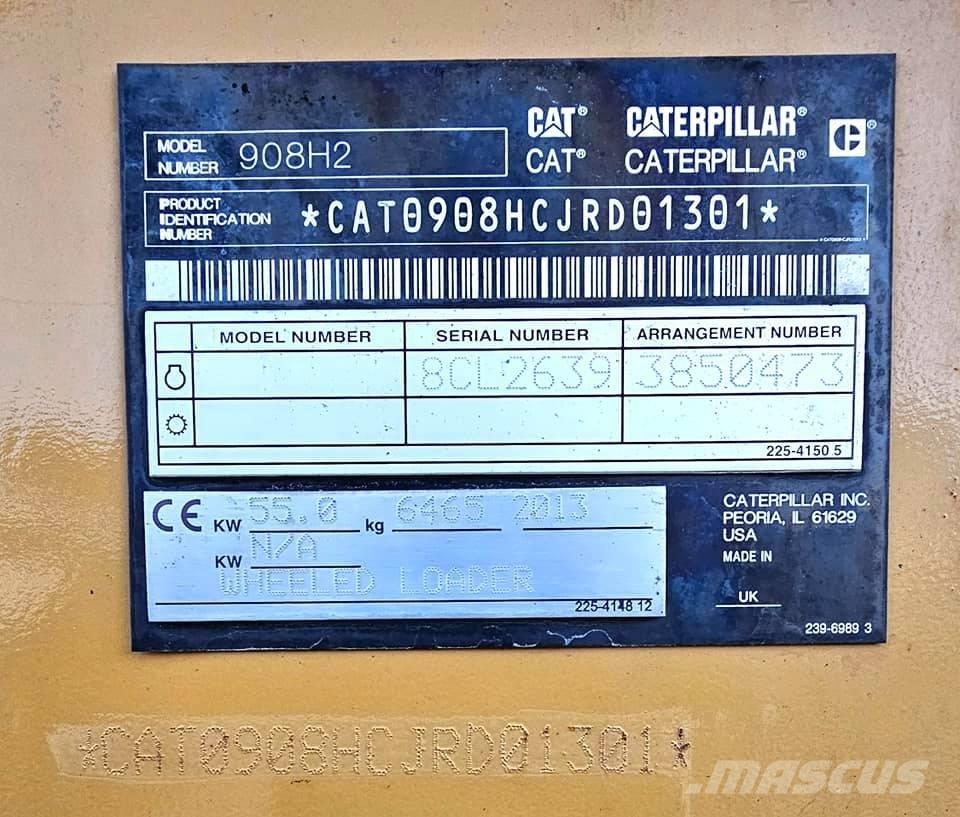 CAT® CATERPILLAR®
CAT® CATERPILLAR®
MODEL NUMBER 908H2
PRODUCT IDENTIFICATION NUMBER *CAT0908HCJRD01301*
MODEL NUMBER SERIAL NUMBER ARRANGEMENT NUMBER
8CL2639 3850473
225-4150 5
CE KW 55.0 kg 6465 2013
KW N/A
WHEELED LOADER
225-4148 12
CATERPILLAR INC.
PEORIA, IL 61629
USA
MADE IN
UK
239-6989 3
*CAT0908HCJRD01301*
MASCUS